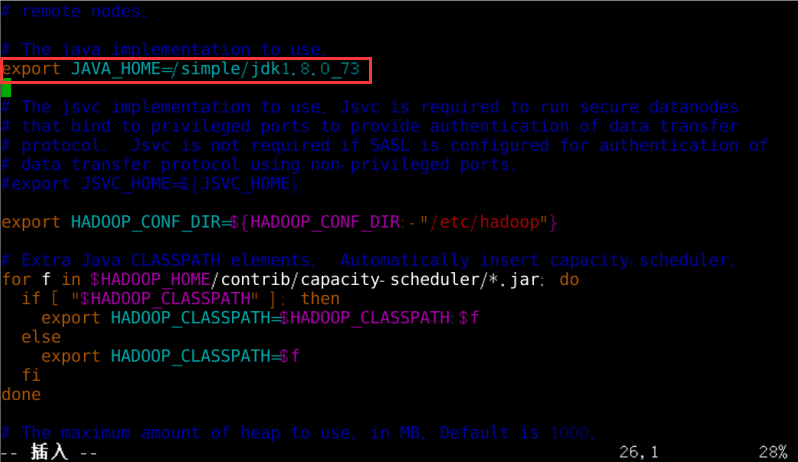 # remote nodes.
# The java implementation to use.
export JAVA_HOME=/simple/jdk1.8.0_73
# The jsvc implementation to use. Jsvc is required to run secure datanodes
# that bind to privileged ports to provide authentication of data transfer
# protocol.  Jsvc is not required if SASL is configured for authentication of
# data transfer protocol using non-privileged ports.
#export JSVC_HOME=${JSVC_HOME}
export HADOOP_CONF_DIR=${HADOOP_CONF_DIR:-"/etc/hadoop"}
# Extra Java CLASSPATH elements.  Automatically insert capacity-scheduler.
for f in $HADOOP_HOME/contrib/capacity-scheduler/*.jar; do
  if [ "$HADOOP_CLASSPATH" ]; then
    export HADOOP_CLASSPATH=$HADOOP_CLASSPATH:$f
  else
    export HADOOP_CLASSPATH=$f
  fi
done
# The maximum amount of heap to use, in MB. Default is 1000.
-- 插入 -- 26,1 28%